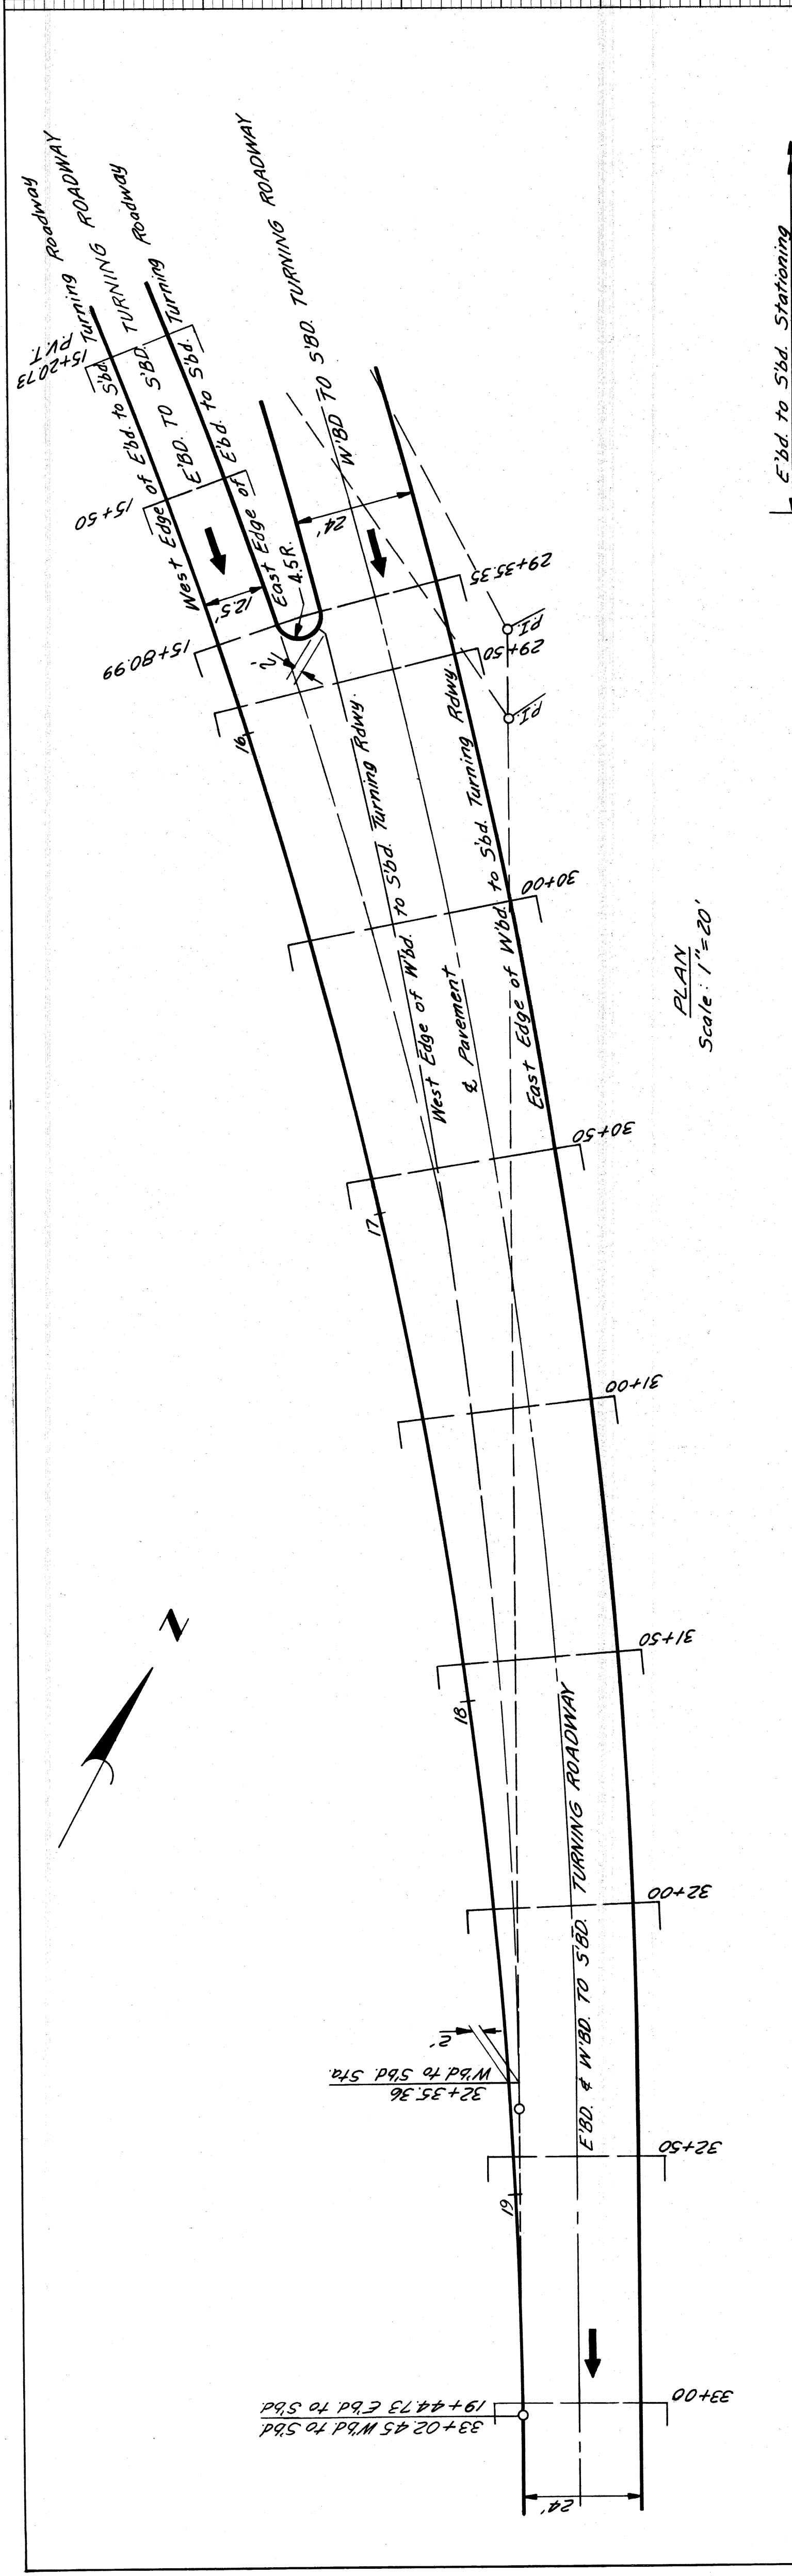 West Edge of E'bd. to S'bd. Turning Roadway
E'BD. TO S'BD. TURNING ROADWAY
East Edge of E'bd. to S'bd. Turning Roadway
W'BD TO S'BD. TURNING ROADWAY
15+20.73
P.V.T.
15+50
15+80.99
12.5'
4.5 R.
24'
2'
29+35.35
29+50
P.I.
P.I.
16
West Edge of W'bd. to S'bd. Turning Rdwy.
℄ Pavement
East Edge of W'bd. to S'bd. Turning Rdwy.
30+00
E'bd. to S'bd. Stationing
PLAN
Scale: 1"=20'
30+50
17
31+00
N
31+50
18
E'BD. & W'BD. TO S'BD. TURNING ROADWAY
32+00
2'
32+35.36
W'bd. to S'bd. Sta.
32+50
19
33+00
33+02.45 W'bd. to S'bd.
19+44.73 E'bd. to S'bd.
24'